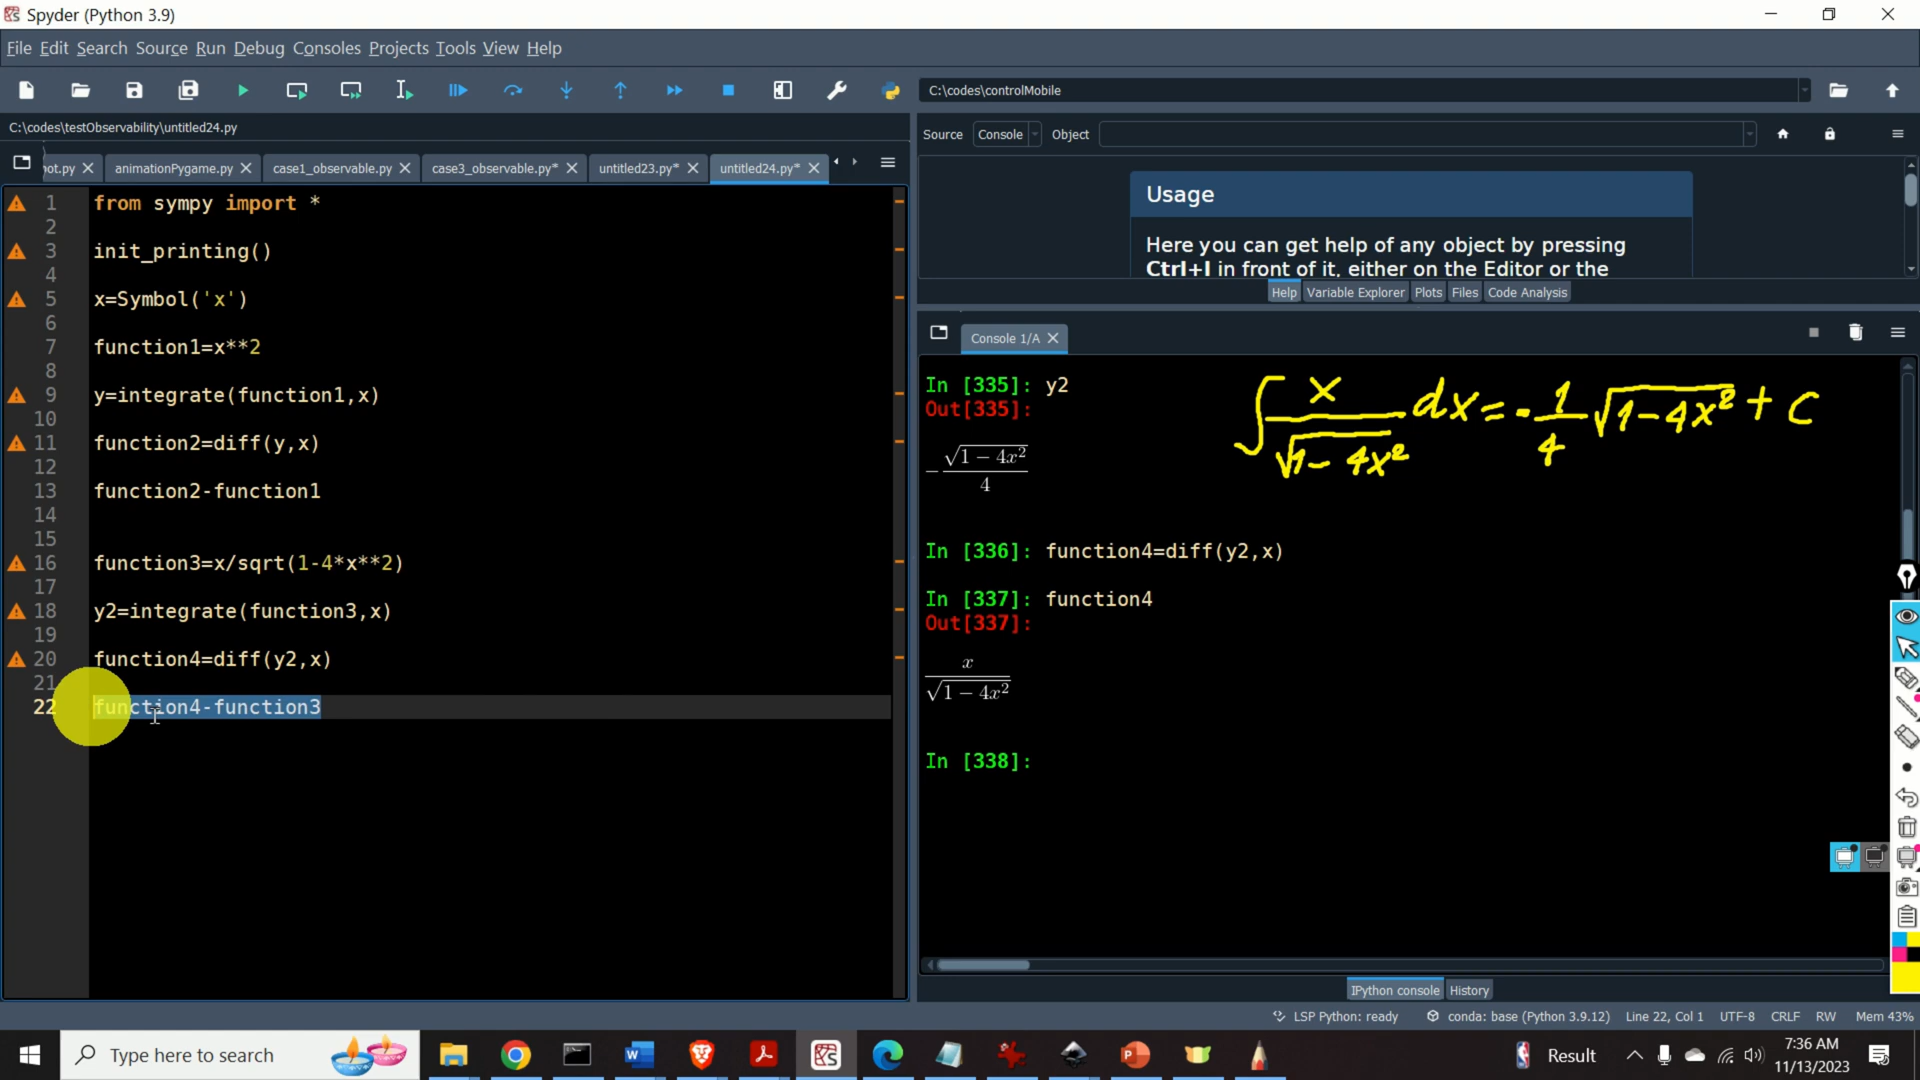 Spyder (Python 3.9)
File Edit Search Source Run Debug Consoles Projects Tools View Help
C:\codes\controlMobile
C:\codes\testObservability\untitled24.py
Source Console Object
not.py animationPygame.py case1_observable.py case3_observable.py* untitled23.py* untitled24.py*
1 from sympy import *
2
3 init_printing()
4
5 x=Symbol('x')
6
7 function1=x**2
8
9 y=integrate(function1,x)
10
11 function2=diff(y,x)
12
13 function2-function1
14
15
16 function3=x/sqrt(1-4*x**2)
17
18 y2=integrate(function3,x)
19
20 function4=diff(y2,x)
21
22 function4-function3
Usage
Here you can get help of any object by pressing
Ctrl+I in front of it, either on the Editor or the
Help Variable Explorer Plots Files Code Analysis
Console 1/A
In [335]: y2
Out[335]:
-√(1 − 4x²)/4
∫ x/√(1-4x²) dx = -1/4 √(1-4x²) + C
In [336]: function4=diff(y2,x)
In [337]: function4
Out[337]:
x/√(1 − 4x²)
In [338]:
IPython console History
LSP Python: ready conda: base (Python 3.9.12) Line 22, Col 1 UTF-8 CRLF RW Mem 43%
Type here to search
Result
7:36 AM
11/13/2023